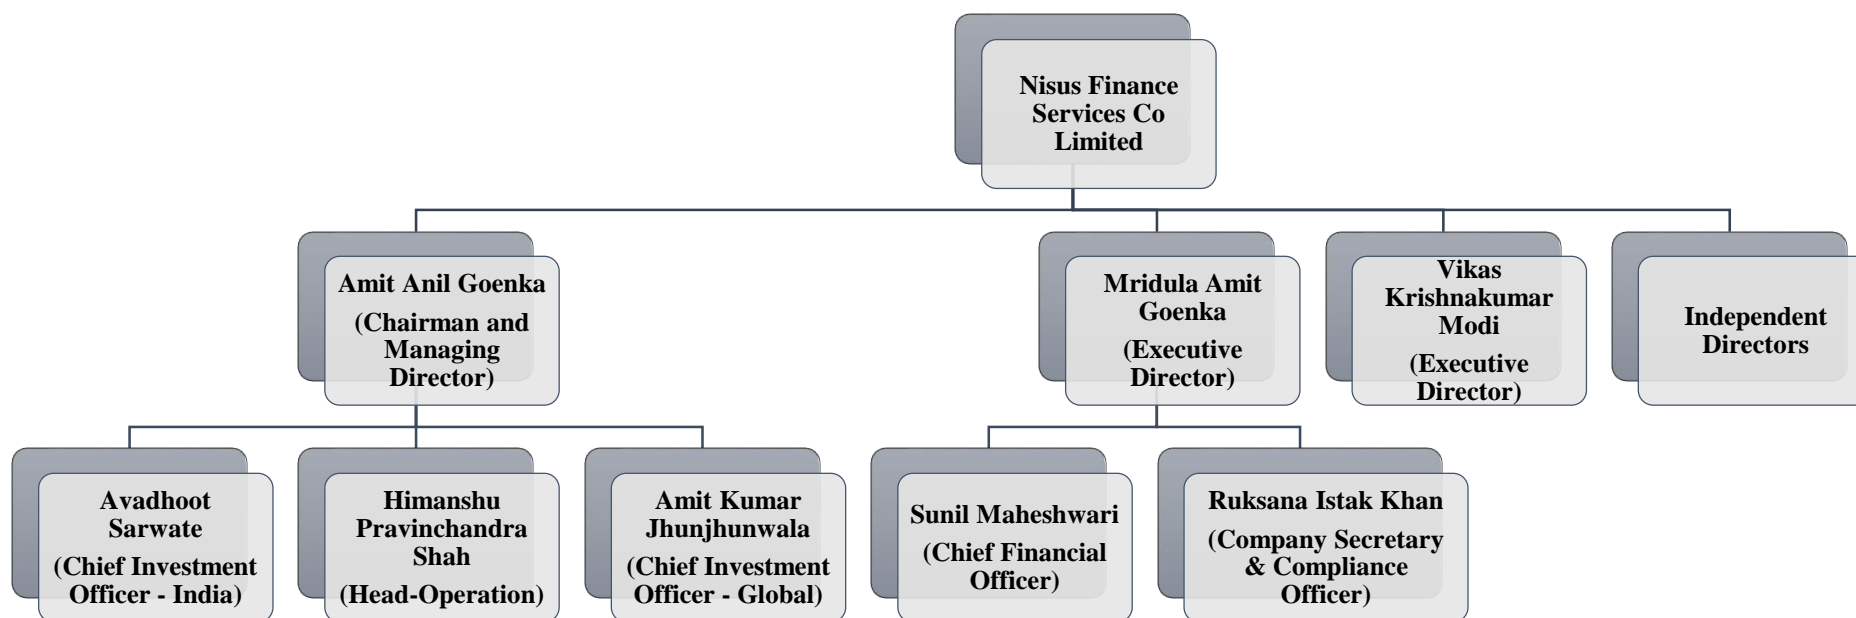 Nisus Finance
Services Co
Limited
Amit Anil Goenka
(Chairman and
Managing
Director)
Mridula Amit
Goenka
(Executive
Director)
Vikas
Krishnakumar
Modi
(Executive
Director)
Independent
Directors
Avadhoot
Sarwate
(Chief Investment
Officer - India)
Himanshu
Pravinchandra
Shah
(Head-Operation)
Amit Kumar
Jhunjhunwala
(Chief Investment
Officer - Global)
Sunil Maheshwari
(Chief Financial
Officer)
Ruksana Istak Khan
(Company Secretary
& Compliance
Officer)